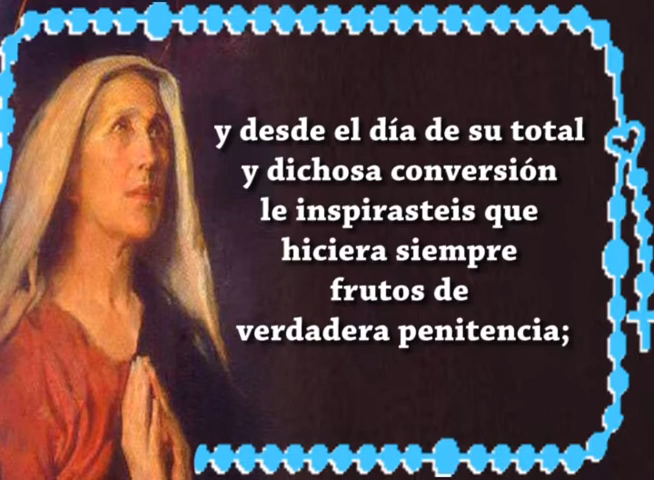 y desde el día de su total
y dichosa conversión
le inspirasteis que
hiciera siempre
frutos de
verdadera penitencia;